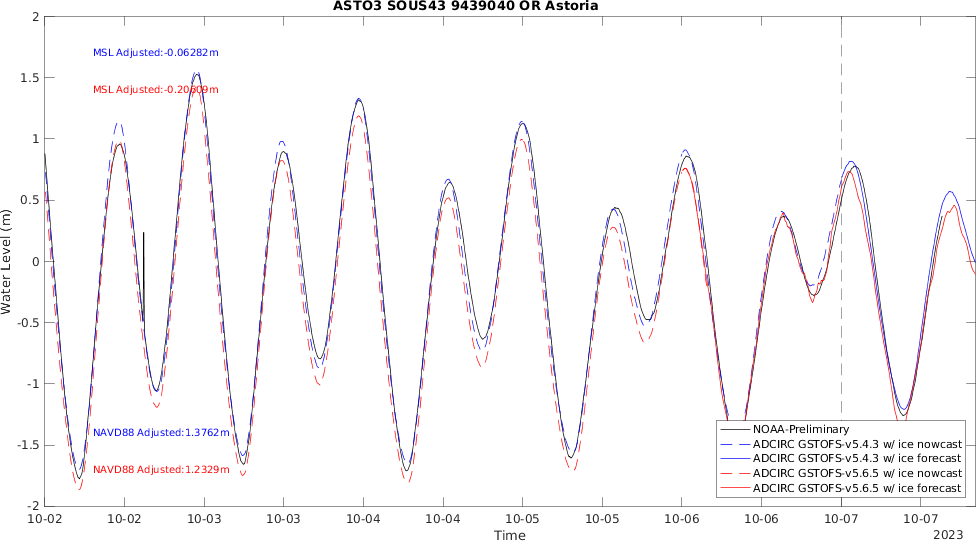 ASTO3 SOUS43 9439040 OR Astoria
2
1.5
1
0.5
0
-0.5
-1
-1.5
-2
Water Level (m)
MSL Adjusted:-0.06282m
MSL Adjusted:-0.20609m
NAVD88 Adjusted:1.3762m
NAVD88 Adjusted:1.2329m
NOAA-Preliminary
ADCIRC GSTOFS-v5.4.3 w/ ice nowcast
ADCIRC GSTOFS-v5.4.3 w/ ice forecast
ADCIRC GSTOFS-v5.6.5 w/ ice nowcast
ADCIRC GSTOFS-v5.6.5 w/ ice forecast
10-02 10-02 10-03 10-03 10-04 10-04 10-05 10-05 10-06 10-06 10-07 10-07
Time
2023